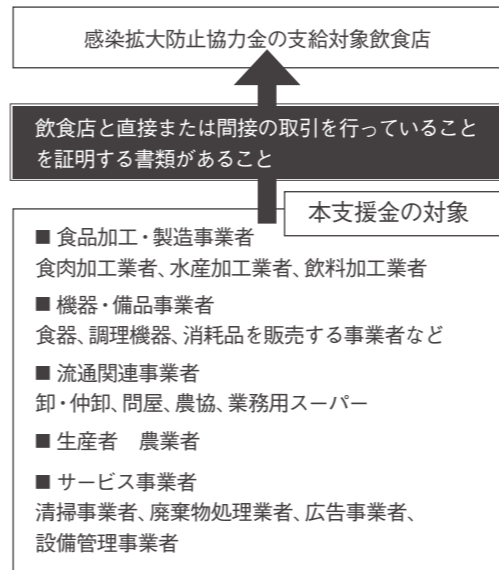 感染拡大防止協力金の支給対象飲食店
飲食店と直接または間接の取引を行っていること
を証明する書類があること
本支援金の対象
■ 食品加工・製造事業者
食肉加工業者、水産加工業者、飲料加工業者
■ 機器・備品事業者
食器、調理機器、消耗品を販売する事業者など
■ 流通関連事業者
卸・仲卸、問屋、農協、業務用スーパー
■ 生産者　農業者
■ サービス事業者
清掃事業者、廃棄物処理業者、広告事業者、
設備管理事業者